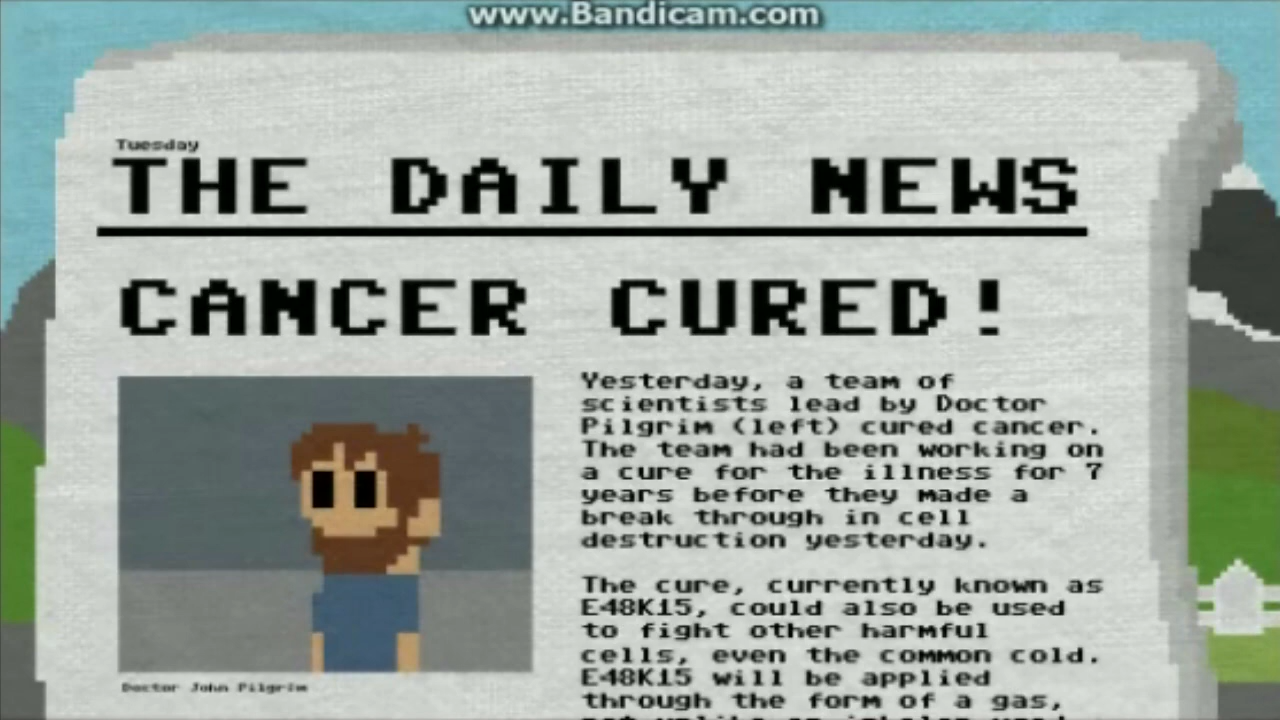 www.Bandicam.com
Tuesday
THE DAILY NEWS
CANCER CURED!
Yesterday, a team of
scientists lead by Doctor
Pilgrim (left) cured cancer.
The team had been working on
a cure for the illness for 7
years before they made a
break through in cell
destruction yesterday.
The cure, currently known as
E48K15, could also be used
to fight other harmful
cells, even the common cold.
E48K15 will be applied
through the form of a gas,
Doctor John Pilgrim